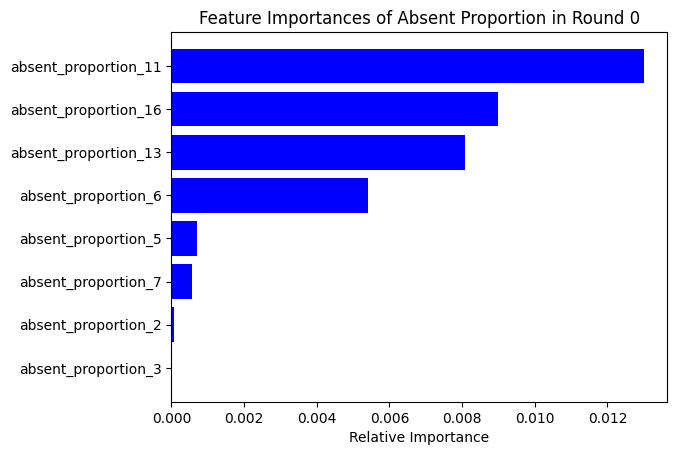 Feature Importances of Absent Proportion in Round 0
absent_proportion_11
absent_proportion_16
absent_proportion_13
absent_proportion_6
absent_proportion_5
absent_proportion_7
absent_proportion_2
absent_proportion_3
0.000 0.002 0.004 0.006 0.008 0.010 0.012
Relative Importance